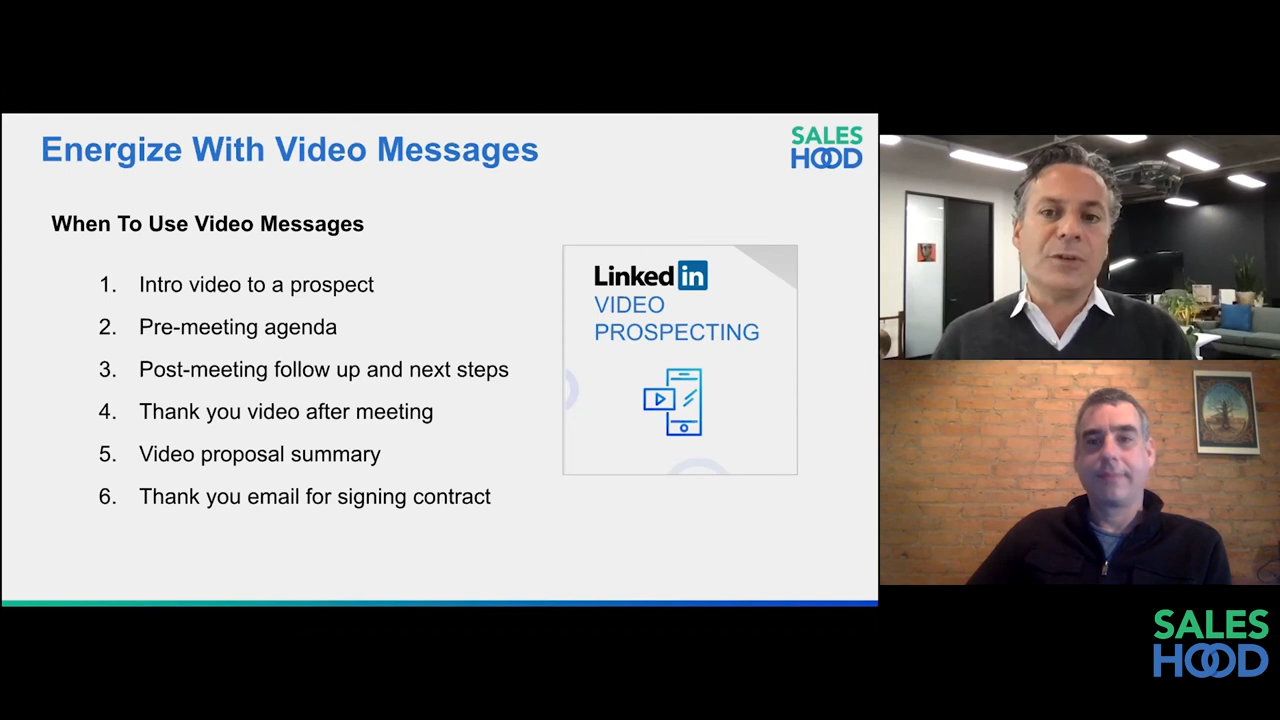 Energize With Video Messages
SALES
HOOD
When To Use Video Messages
1. Intro video to a prospect
2. Pre-meeting agenda
3. Post-meeting follow up and next steps
4. Thank you video after meeting
5. Video proposal summary
6. Thank you email for signing contract
Linked in
VIDEO
PROSPECTING
SALES
HOOD